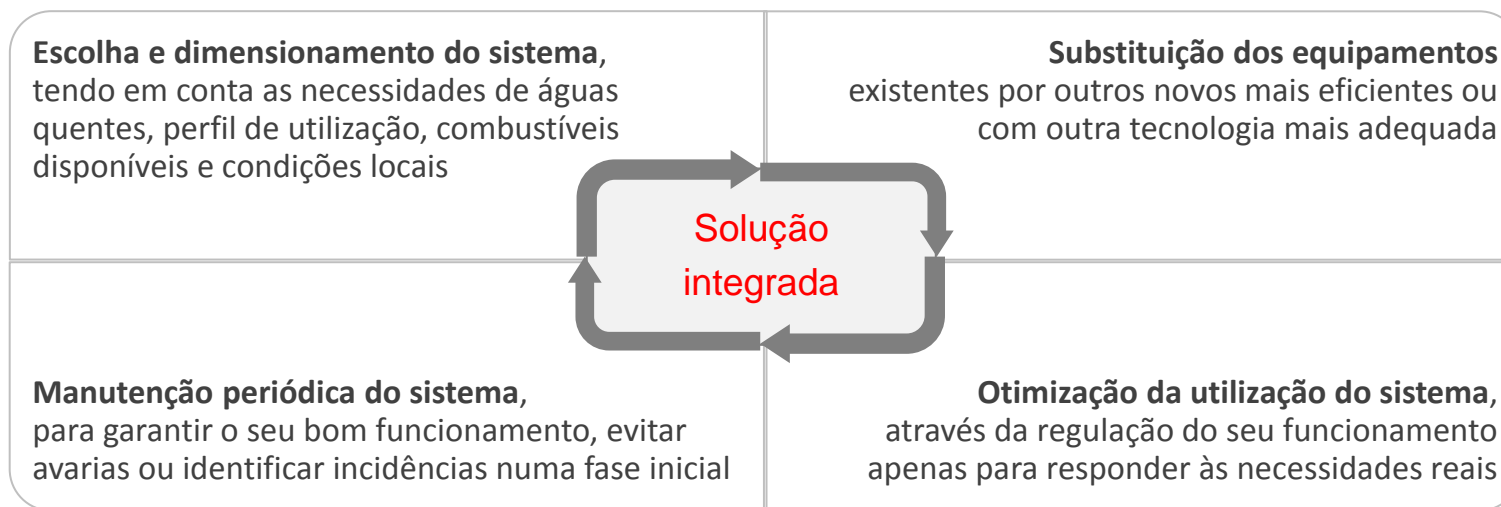 Escolha e dimensionamento do sistema,
tendo em conta as necessidades de águas
quentes, perfil de utilização, combustíveis
disponíveis e condições locais
Substituição dos equipamentos
existentes por outros novos mais eficientes ou
com outra tecnologia mais adequada
Solução
integrada
Manutenção periódica do sistema,
para garantir o seu bom funcionamento, evitar
avarias ou identificar incidências numa fase inicial
Otimização da utilização do sistema,
através da regulação do seu funcionamento
apenas para responder às necessidades reais